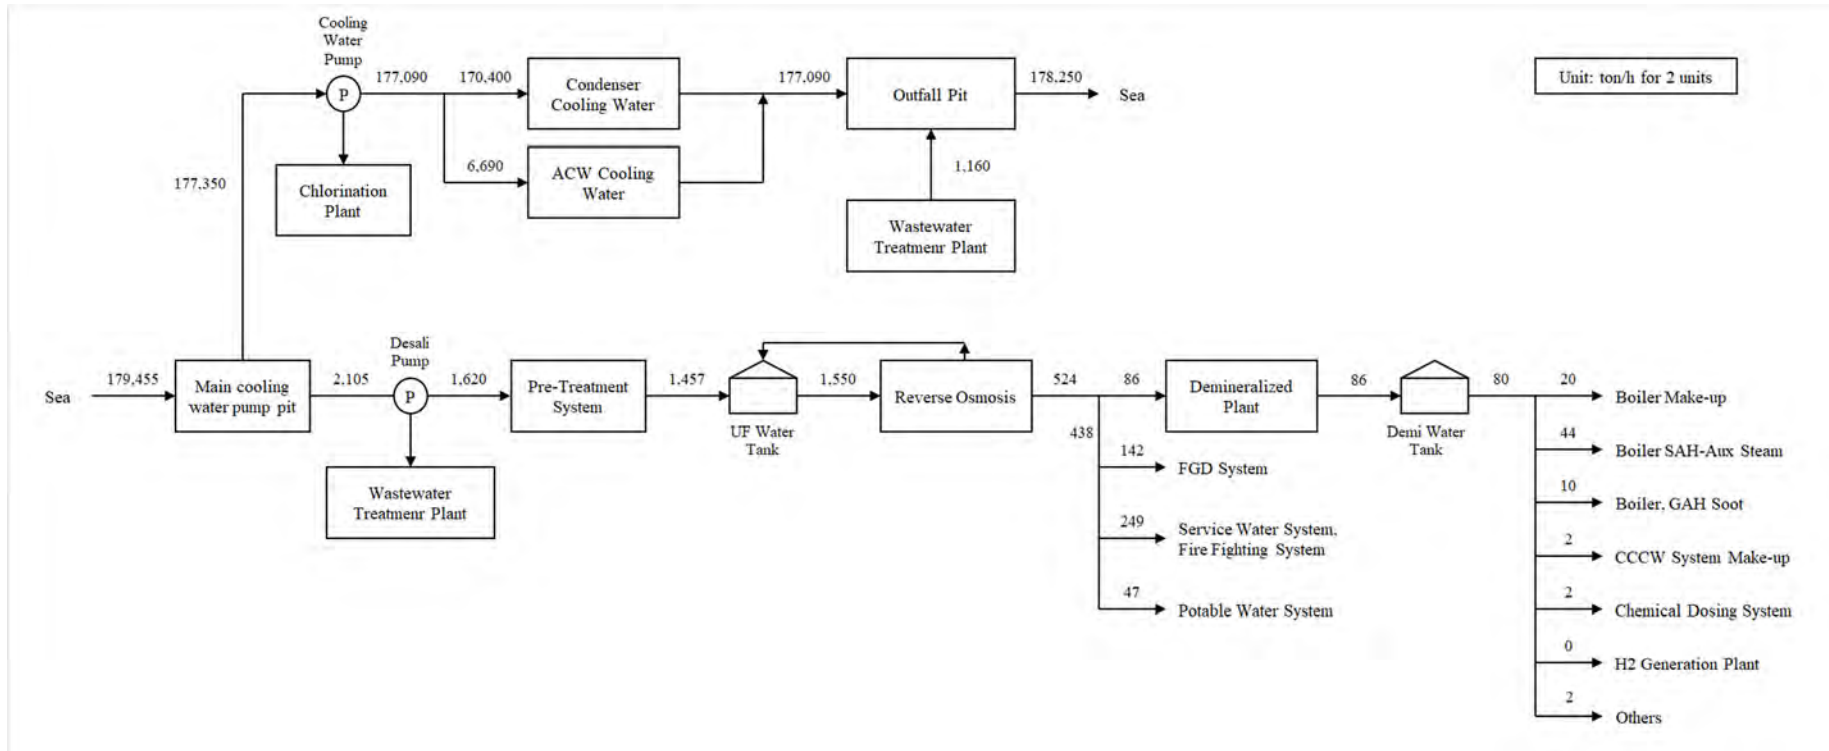 Cooling
Water
Pump
P
177,090
170,400
Condenser
Cooling Water
177,090
Outfall Pit
178,250
Sea
Unit: ton/h for 2 units
6,690
ACW Cooling
Water
177,350
Chlorination
Plant
1,160
Wastewater
Treatmenr Plant
Sea
179,455
Main cooling
water pump pit
2,105
Desali
Pump
P
1,620
Pre-Treatment
System
1,457
UF Water
Tank
1,550
Reverse Osmosis
524
86
Demineralized
Plant
86
Demi Water
Tank
80
20
Boiler Make-up
438
142
FGD System
249
Service Water System,
Fire Fighting System
47
Potable Water System
44
Boiler SAH-Aux Steam
10
Boiler, GAH Soot
2
CCCW System Make-up
2
Chemical Dosing System
0
H2 Generation Plant
2
Others
Wastewater
Treatmenr Plant